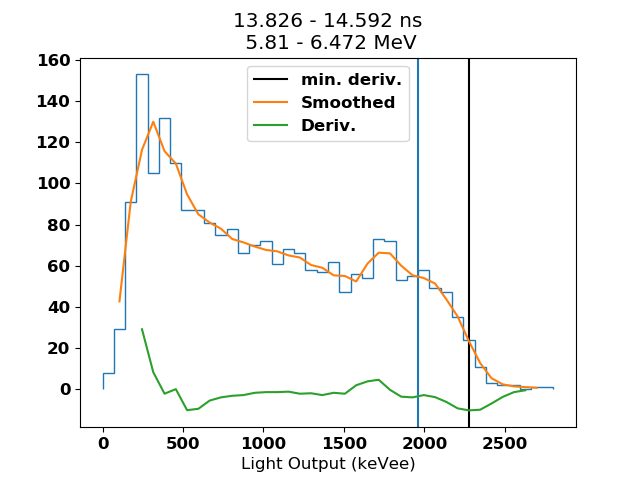 13.826 - 14.592 ns
5.81 - 6.472 MeV
160
140
120
100
80
60
40
20
0
min. deriv.
Smoothed
Deriv.
0 500 1000 1500 2000 2500
Light Output (keVee)